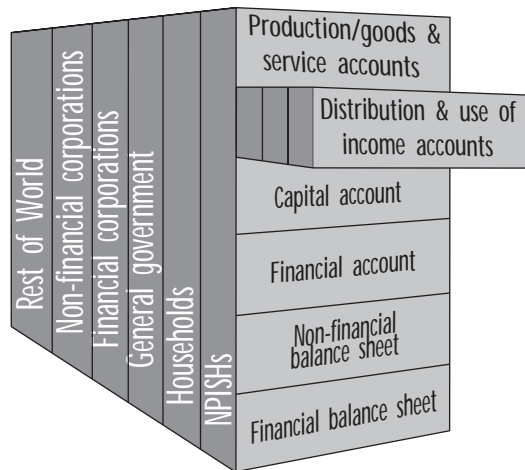 Rest of World
Non-financial corporations
Financial corporations
General government
Households
NPISHs
Production/goods &
service accounts
Distribution & use of
income accounts
Capital account
Financial account
Non-financial
balance sheet
Financial balance sheet